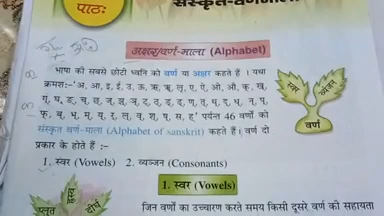 पाठः
संस्कृत-वर्णमाला
अक्षर/वर्ण-माला (Alphabet)
भाषा की सबसे छोटी ध्वनि को वर्ण या अक्षर कहते हैं। यथा
क्रमशः-'अ, आ, इ, ई, उ, ऊ, ऋ, ॠ, लृ, ए, ऐ, ओ, औ, क्, ख्,
ग्, घ्, ङ्, च्, छ्, ज्, झ्, ञ्, ट्, ठ्, ड्, ढ्, ण्, त्, थ्, द्, ध्, न्, प्,
फ्, ब्, भ्, म्, य्, र्, ल्, व्, श्, ष्, स्, ह्' पर्यन्त 46 वर्णों को
संस्कृत वर्ण-माला (Alphabet of sanskrit) कहते हैं। वर्ण दो
प्रकार के होते हैं :-
1. स्वर (Vowels) 2. व्यञ्जन (Consonants)
स्वर
व्यञ्जन
वर्ण
1. स्वर (Vowels)
जिन वर्णों का उच्चारण करते समय किसी दूसरे वर्ण की सहायता
प्लुत
ह्रस्व
दीर्घ